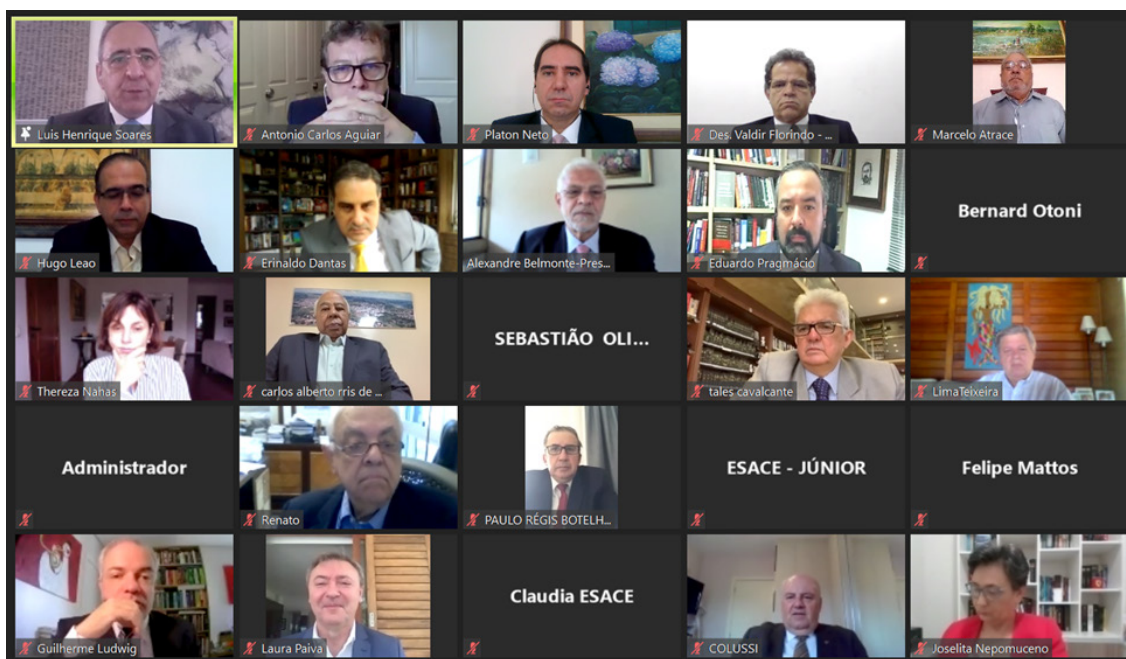 Luis Henrique Soares
Antonio Carlos Aguiar
Platon Neto
Des. Valdir Florindo - ...
Marcelo Atrace
Hugo Leao
Erinaldo Dantas
Alexandre Belmonte-Pres...
Eduardo Pragmácio
Bernard Otoni
Thereza Nahas
carlos alberto rris de ...
SEBASTIÃO OLI...
tales cavalcante
LimaTeixeira
Administrador
Renato
PAULO RÉGIS BOTELH...
ESACE - JÚNIOR
Felipe Mattos
Guilherme Ludwig
Laura Paiva
Claudia ESACE
COLUSSI
Joselita Nepomuceno